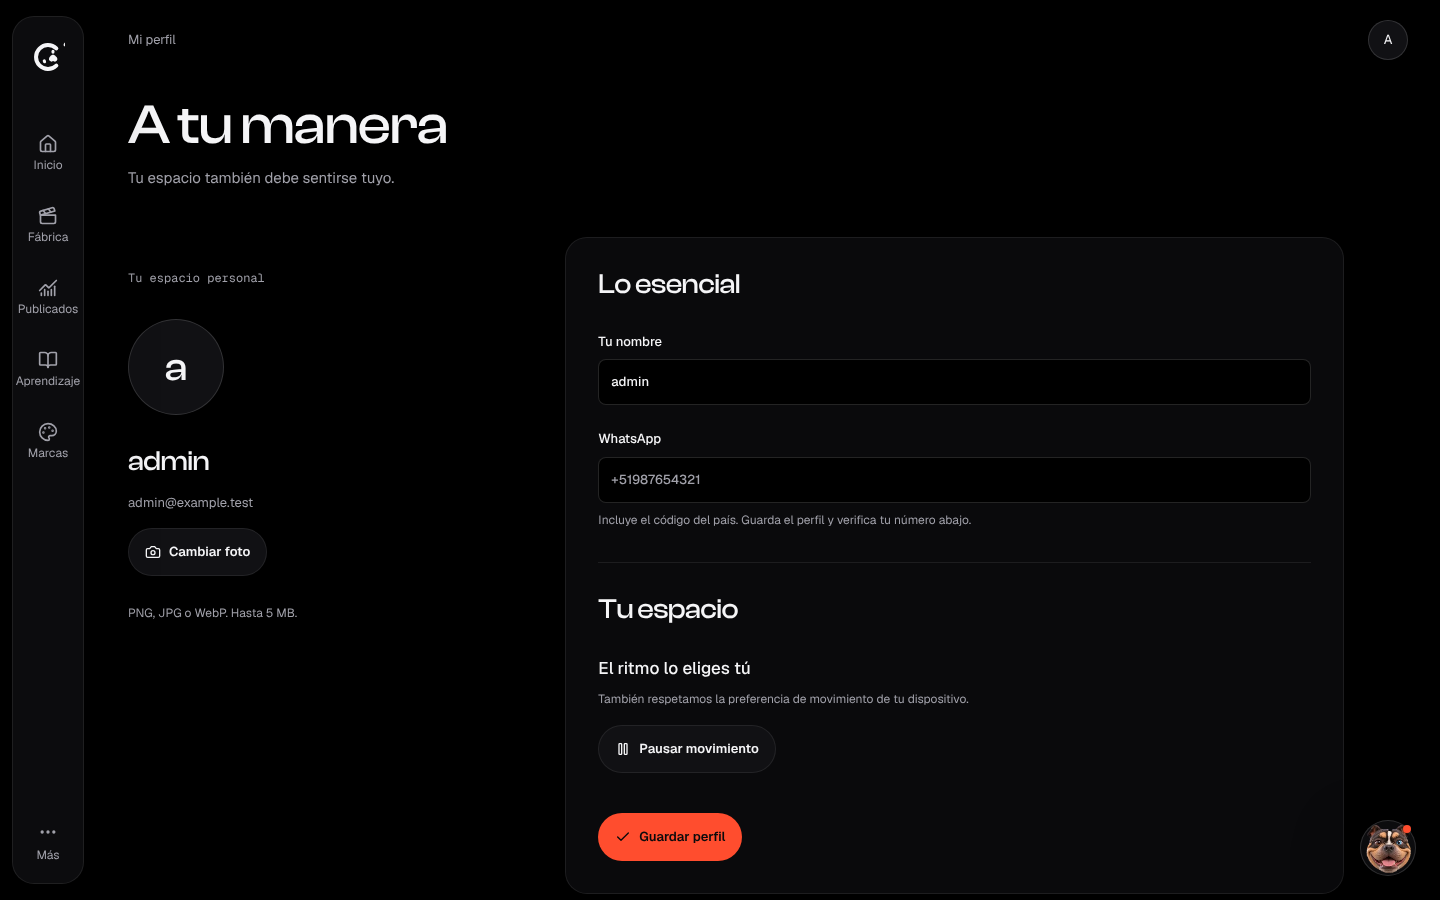 Mi perfil
A
A tu manera
Tu espacio también debe sentirse tuyo.
Inicio
Fábrica
Publicados
Aprendizaje
Marcas
Más
Tu espacio personal
a
admin
admin@example.test
Cambiar foto
PNG, JPG o WebP. Hasta 5 MB.
Lo esencial
Tu nombre
admin
WhatsApp
+51987654321
Incluye el código del país. Guarda el perfil y verifica tu número abajo.
Tu espacio
El ritmo lo eliges tú
También respetamos la preferencia de movimiento de tu dispositivo.
Pausar movimiento
Guardar perfil